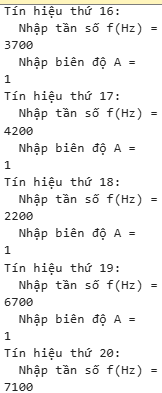 Tín hiệu thứ 16:
Nhập tần số f(Hz) =
3700
Nhập biên độ A =
1
Tín hiệu thứ 17:
Nhập tần số f(Hz) =
4200
Nhập biên độ A =
1
Tín hiệu thứ 18:
Nhập tần số f(Hz) =
2200
Nhập biên độ A =
1
Tín hiệu thứ 19:
Nhập tần số f(Hz) =
6700
Nhập biên độ A =
1
Tín hiệu thứ 20:
Nhập tần số f(Hz) =
7100